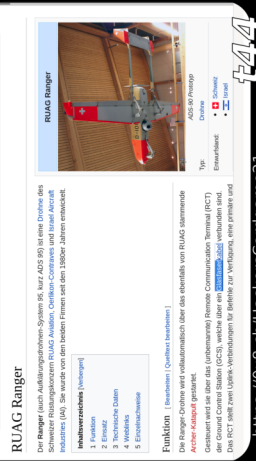 RUAG Ranger
Der Ranger (auch Aufklärungsdrohnen-System 95, kurz ADS 95) ist eine Drohne des
Schweizer Rüstungskonzern RUAG Aviation, Oerlikon-Contraves und Israel Aircraft
Industries (IAI). Sie wurde von den beiden Firmen seit den 1980er Jahren entwickelt.
Inhaltsverzeichnis [Verbergen]
1 Funktion
2 Einsatz
3 Technische Daten
4 Weblinks
5 Einzelnachweise
Funktion [ Bearbeiten | Quelltext bearbeiten ]
Die Ranger-Drohne wird vollautomatisch über das ebenfalls von RUAG stammende
Archer-Katapult gestartet.
Gesteuert wird sie über das (unbemannte) Remote Communication Terminal (RCT)
der Ground Control Station (GCS), welche über ein Glasfaserkabel verbunden sind.
Das RCT stellt zwei Uplink-Verbindungen für Befehle zur Verfügung, eine primäre und
RUAG Ranger
ADS-90 Prototyp
Typ: Drohne
Entwurfsland:
• Schweiz
• Israel